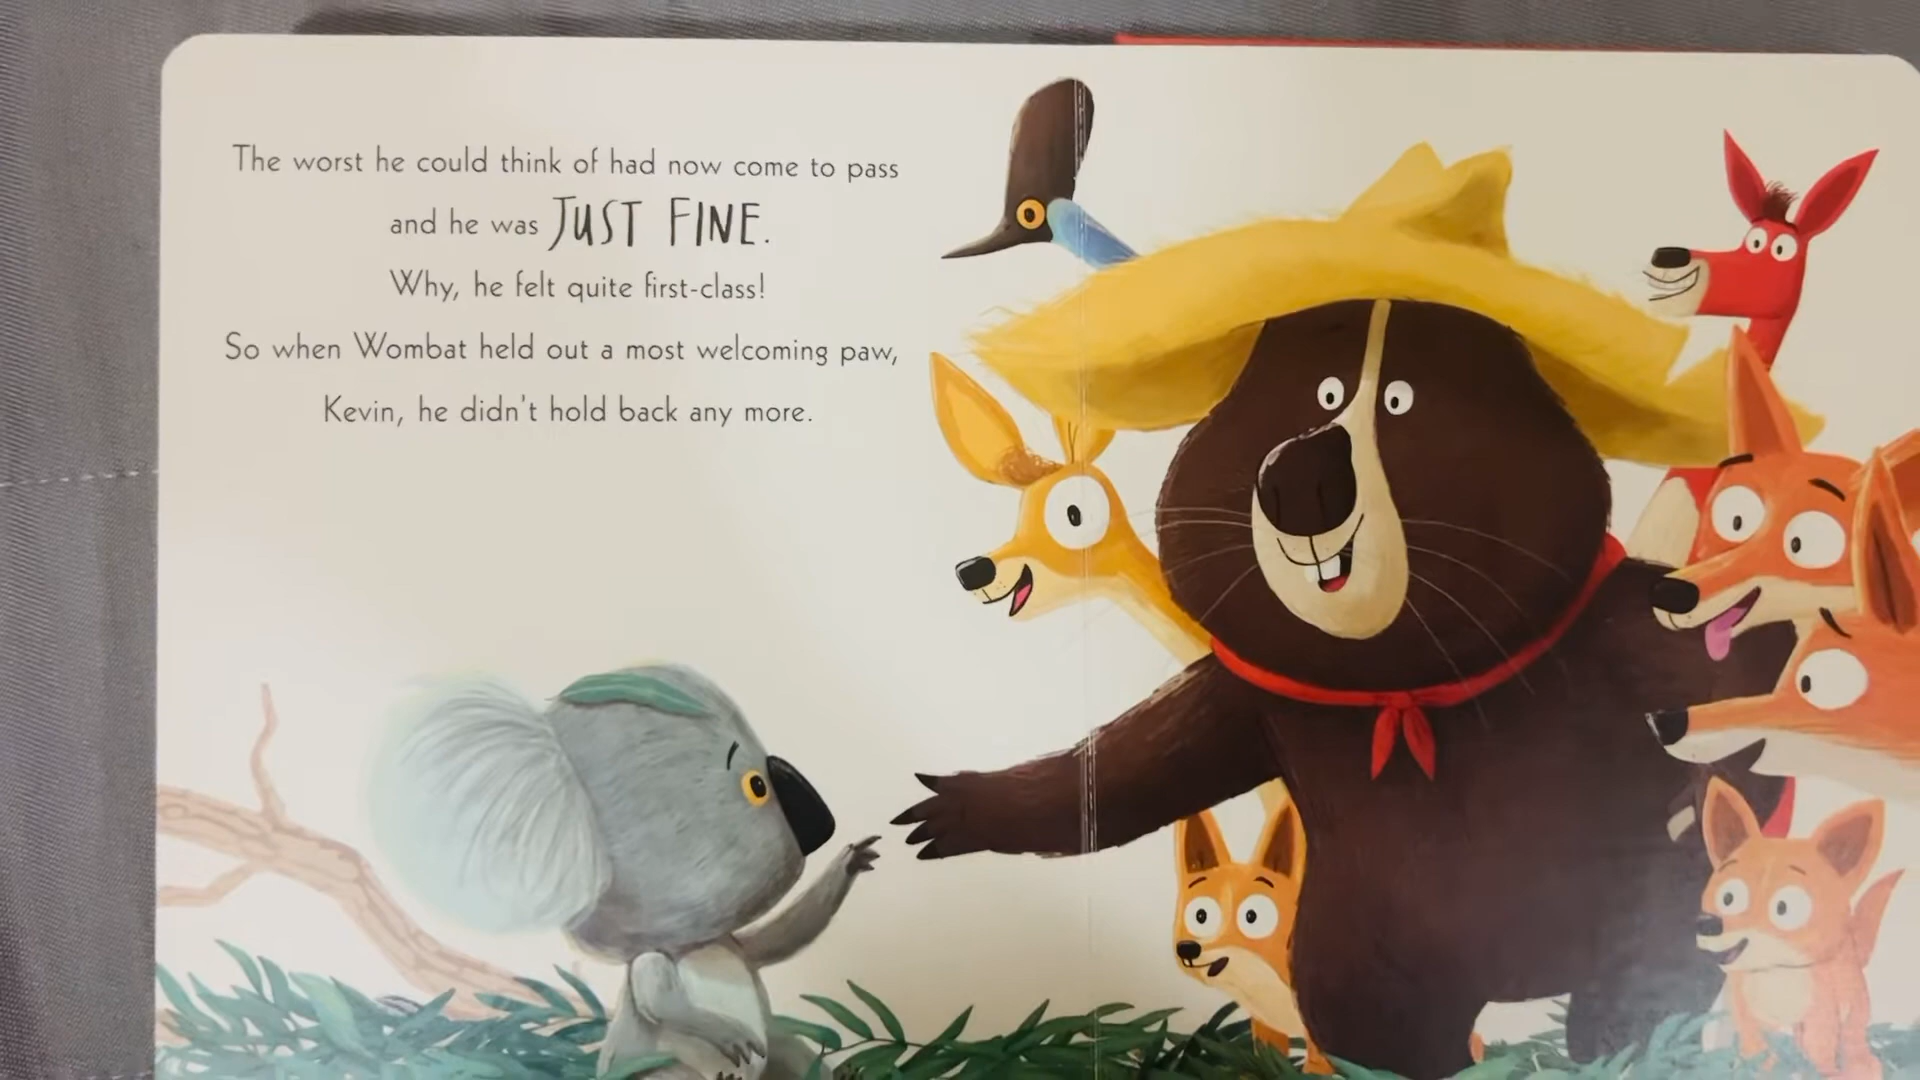 The worst he could think of had now come to pass
and he was JUST FINE.
Why, he felt quite first-class!
So when Wombat held out a most welcoming paw,
Kevin, he didn't hold back any more.